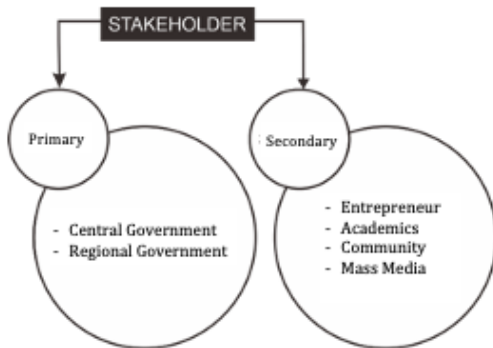 STAKEHOLDER
Primary
- Central Government
- Regional Government
Secondary
- Entrepreneur
- Academics
- Community
- Mass Media